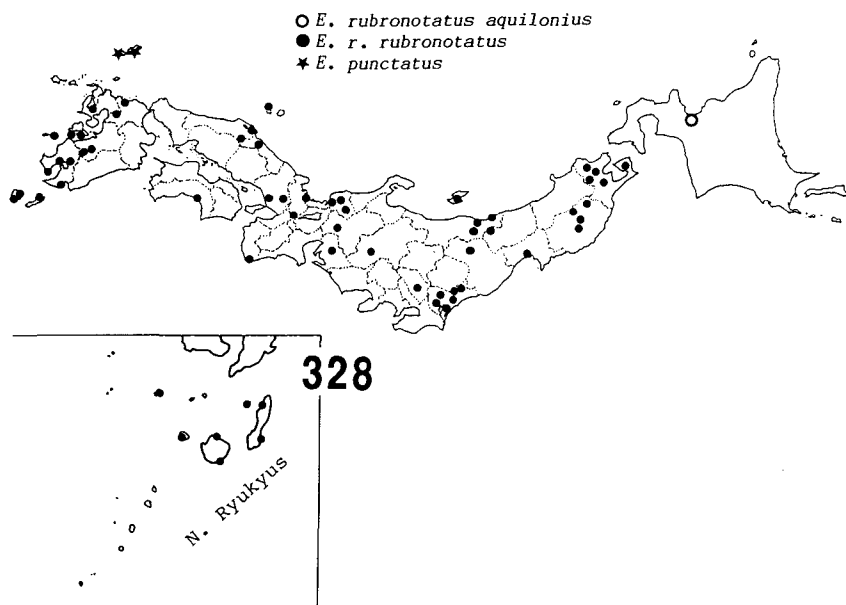 E. rubronotatus aquilonius
E. r. rubronotatus
E. punctatus
328
N. Ryukyus